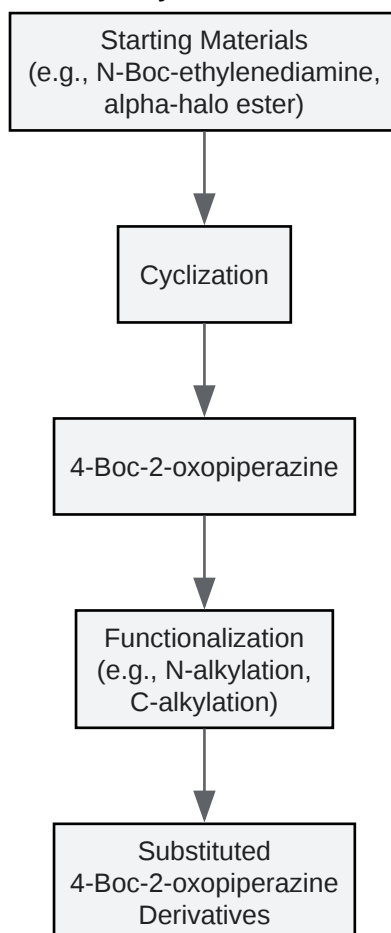 Starting Materials
(e.g., N-Boc-ethylenediamine,
alpha-halo ester)
Cyclization
4-Boc-2-oxopiperazine
Functionalization
(e.g., N-alkylation,
C-alkylation)
Substituted
4-Boc-2-oxopiperazine
Derivatives